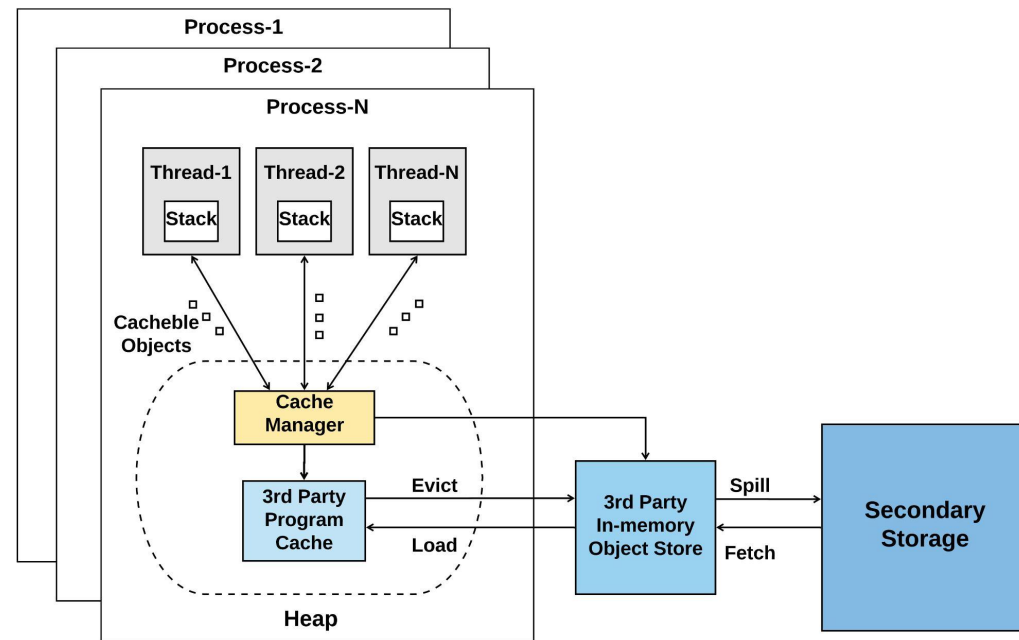 Process-1
Process-2
Process-N
Thread-1
Thread-2
Thread-N
Stack
Stack
Stack
Cacheble
Objects
Cache
Manager
3rd Party
Program
Cache
Evict
Load
3rd Party
In-memory
Object Store
Spill
Fetch
Secondary
Storage
Heap